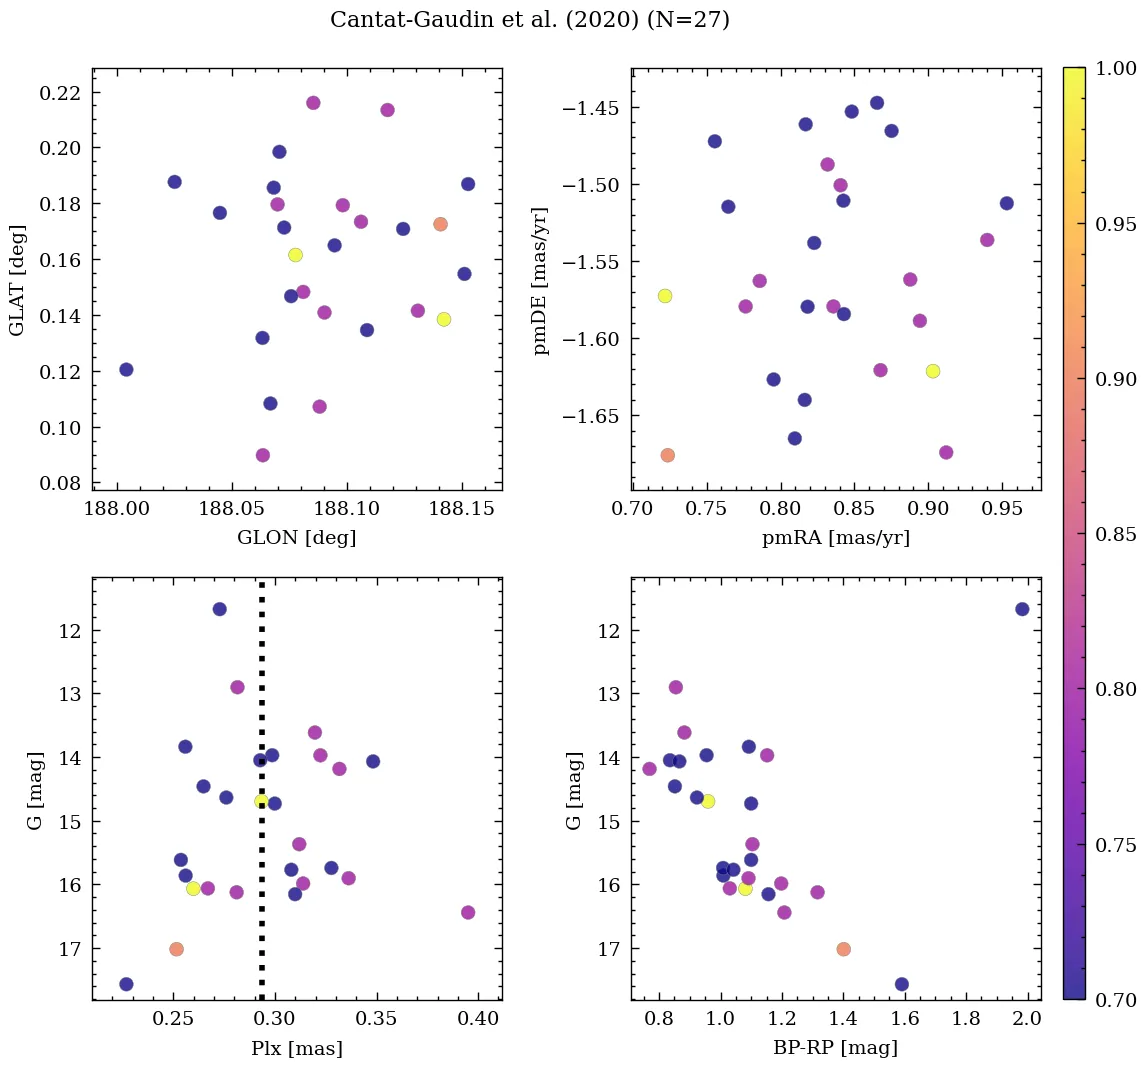 Cantat-Gaudin et al. (2020) (N=27)
0.22
0.20
0.18
0.16
0.14
0.12
0.10
0.08
GLAT [deg]
188.00 188.05 188.10 188.15
GLON [deg]
−1.45
−1.50
−1.55
−1.60
−1.65
pmDE [mas/yr]
0.70 0.75 0.80 0.85 0.90 0.95
pmRA [mas/yr]
12
13
14
15
16
17
G [mag]
0.25 0.30 0.35 0.40
Plx [mas]
12
13
14
15
16
17
G [mag]
0.8 1.0 1.2 1.4 1.6 1.8 2.0
BP-RP [mag]
1.00
0.95
0.90
0.85
0.80
0.75
0.70